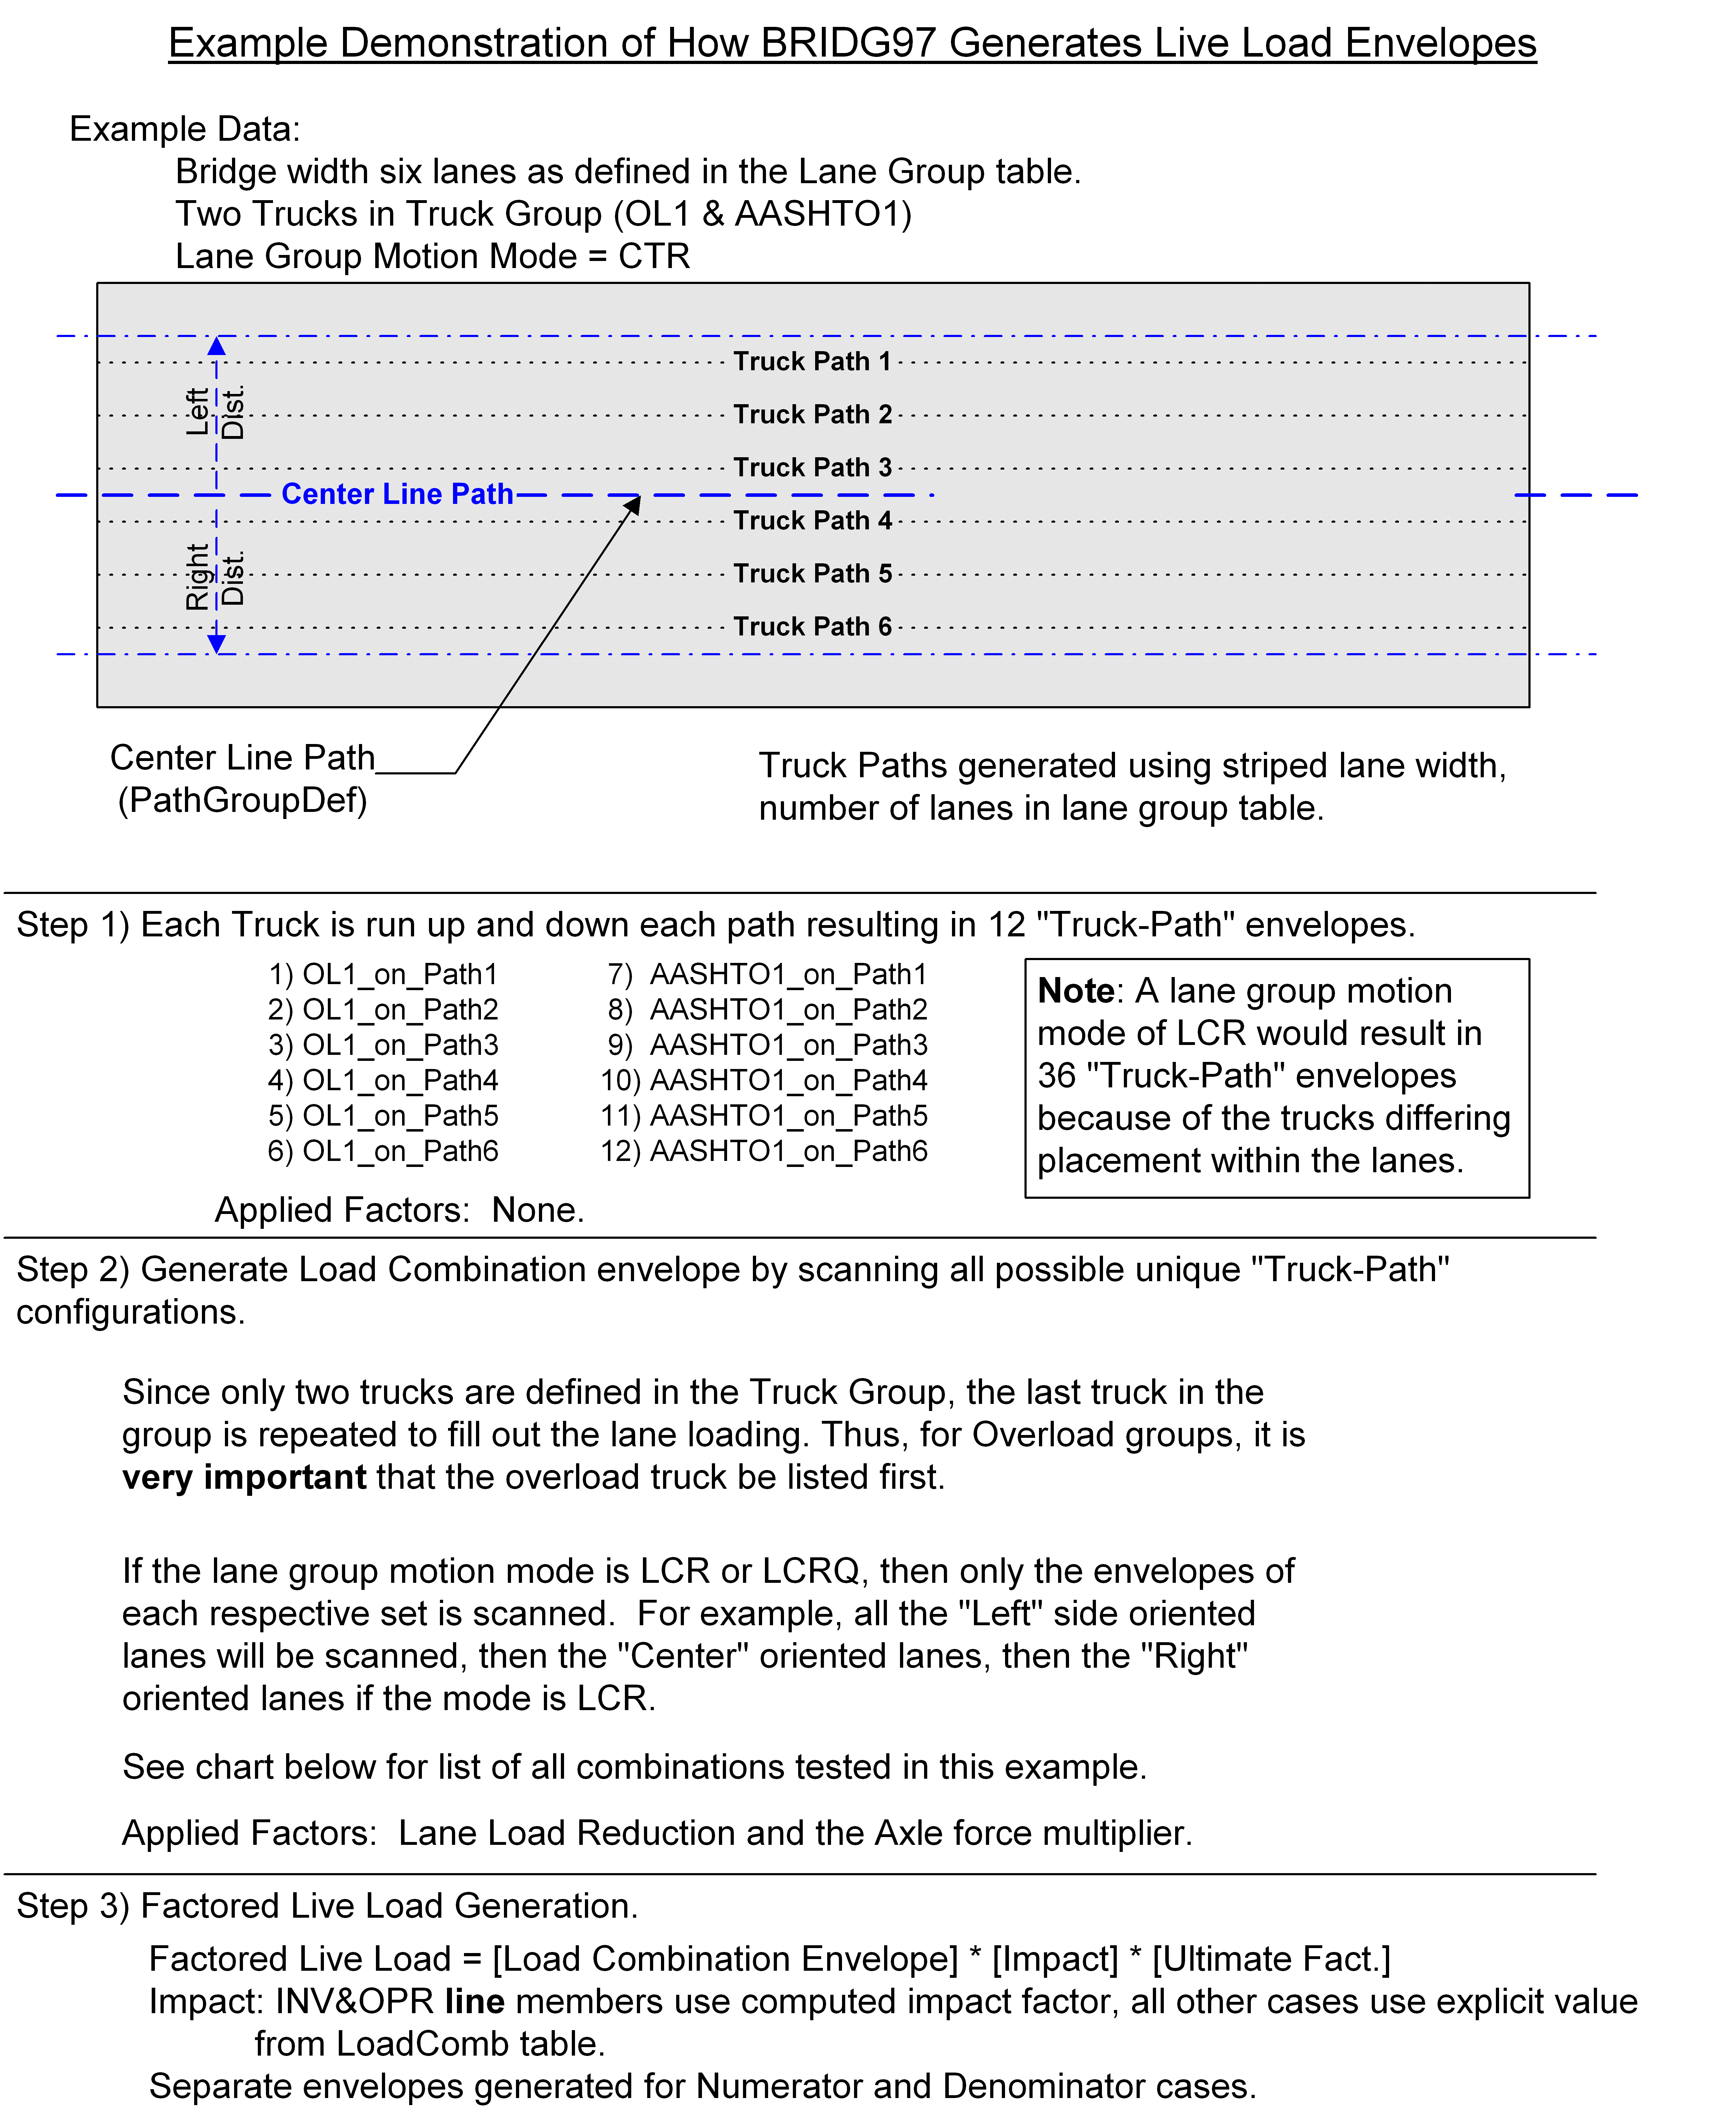 Example Demonstration of How BRIDG97 Generates Live Load Envelopes
Example Data:
Bridge width six lanes as defined in the Lane Group table.
Two Trucks in Truck Group (OL1 & AASHTO1)
Lane Group Motion Mode = CTR
Truck Path 1
Left
Dist.
Truck Path 2
Truck Path 3
Center Line Path
Truck Path 4
Right
Dist.
Truck Path 5
Truck Path 6
Center Line Path
(PathGroupDef)
Truck Paths generated using striped lane width,
number of lanes in lane group table.
Step 1) Each Truck is run up and down each path resulting in 12 "Truck-Path" envelopes.
1) OL1_on_Path1
2) OL1_on_Path2
3) OL1_on_Path3
4) OL1_on_Path4
5) OL1_on_Path5
6) OL1_on_Path6
7) AASHTO1_on_Path1
8) AASHTO1_on_Path2
9) AASHTO1_on_Path3
10) AASHTO1_on_Path4
11) AASHTO1_on_Path5
12) AASHTO1_on_Path6
Note: A lane group motion
mode of LCR would result in
36 "Truck-Path" envelopes
because of the trucks differing
placement within the lanes.
Applied Factors: None.
Step 2) Generate Load Combination envelope by scanning all possible unique "Truck-Path"
configurations.
Since only two trucks are defined in the Truck Group, the last truck in the
group is repeated to fill out the lane loading. Thus, for Overload groups, it is
very important that the overload truck be listed first.
If the lane group motion mode is LCR or LCRQ, then only the envelopes of
each respective set is scanned. For example, all the "Left" side oriented
lanes will be scanned, then the "Center" oriented lanes, then the "Right"
oriented lanes if the mode is LCR.
See chart below for list of all combinations tested in this example.
Applied Factors: Lane Load Reduction and the Axle force multiplier.
Step 3) Factored Live Load Generation.
Factored Live Load = [Load Combination Envelope] * [Impact] * [Ultimate Fact.]
Impact: INV&OPR line members use computed impact factor, all other cases use explicit value
from LoadComb table.
Separate envelopes generated for Numerator and Denominator cases.